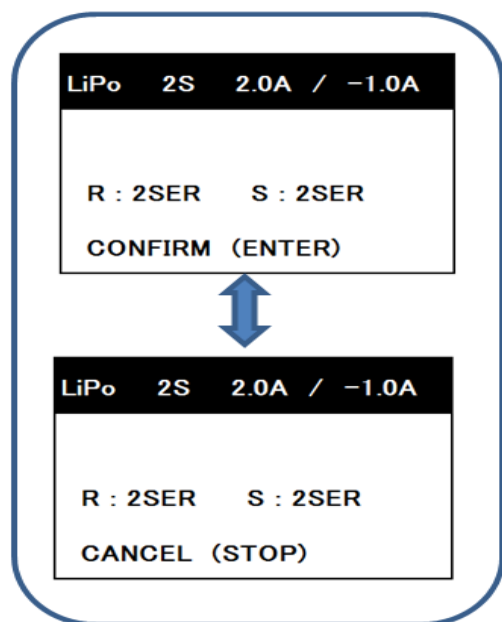 LiPo 2S 2.0A / -1.0A
R : 2SER S : 2SER
CONFIRM (ENTER)
LiPo 2S 2.0A / -1.0A
R : 2SER S : 2SER
CANCEL (STOP)